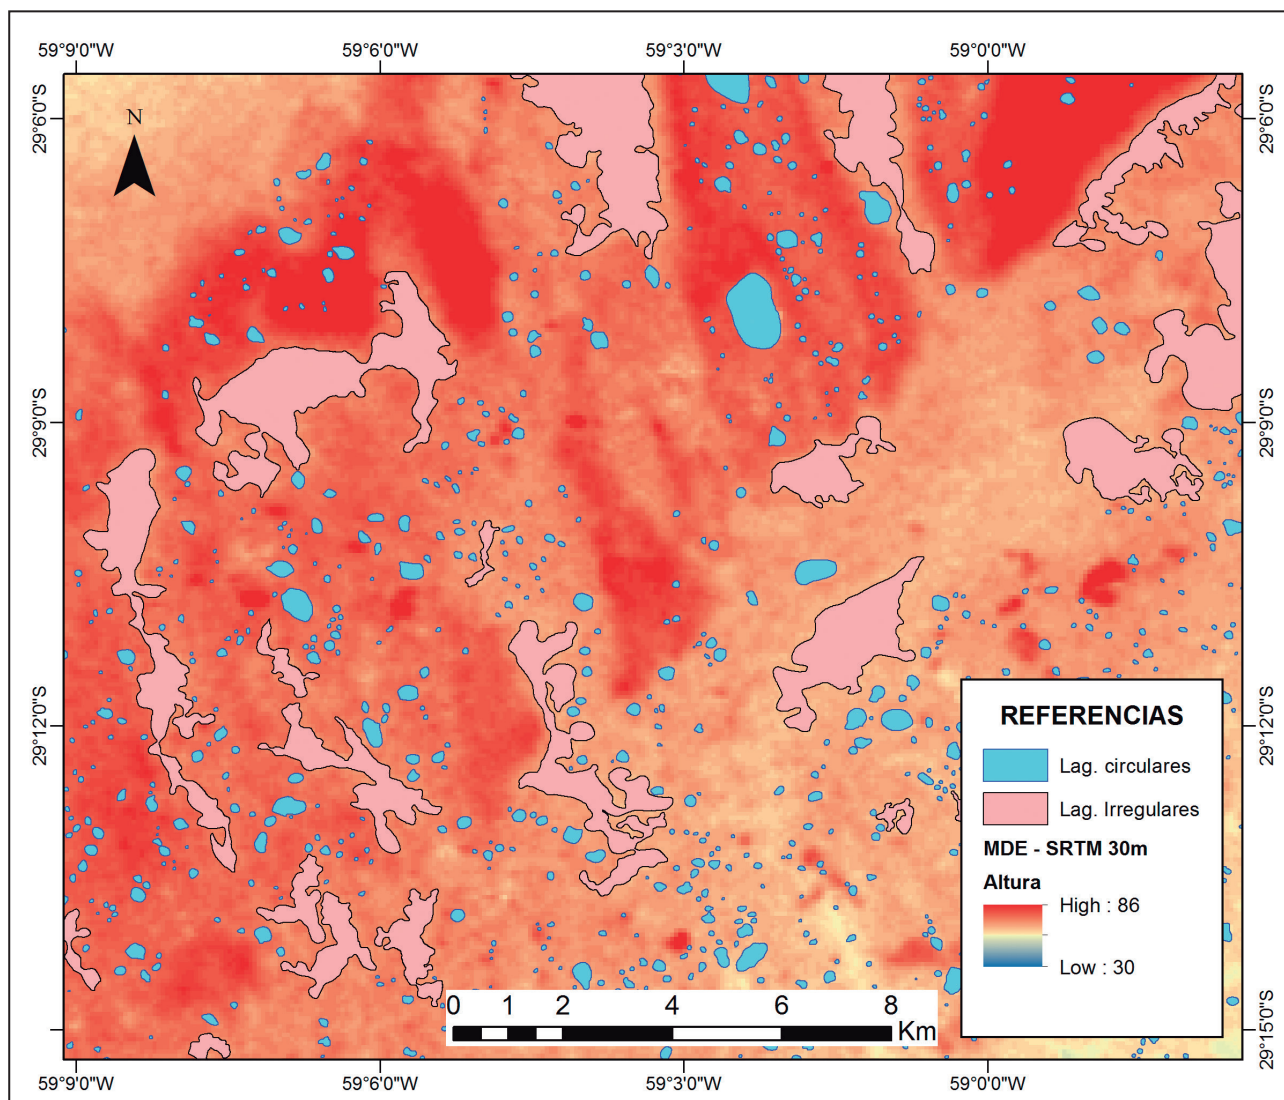 59°9'0"W 59°6'0"W 59°3'0"W 59°0'0"W
29°6'0"S 29°6'0"S
N
29°9'0"S 29°9'0"S
29°12'0"S 29°12'0"S
REFERENCIAS
Lag. circulares
Lag. Irregulares
MDE - SRTM 30m
Altura
High : 86
Low : 30
0 1 2 4 6 8
Km
29°15'0"S
59°9'0"W 59°6'0"W 59°3'0"W 59°0'0"W